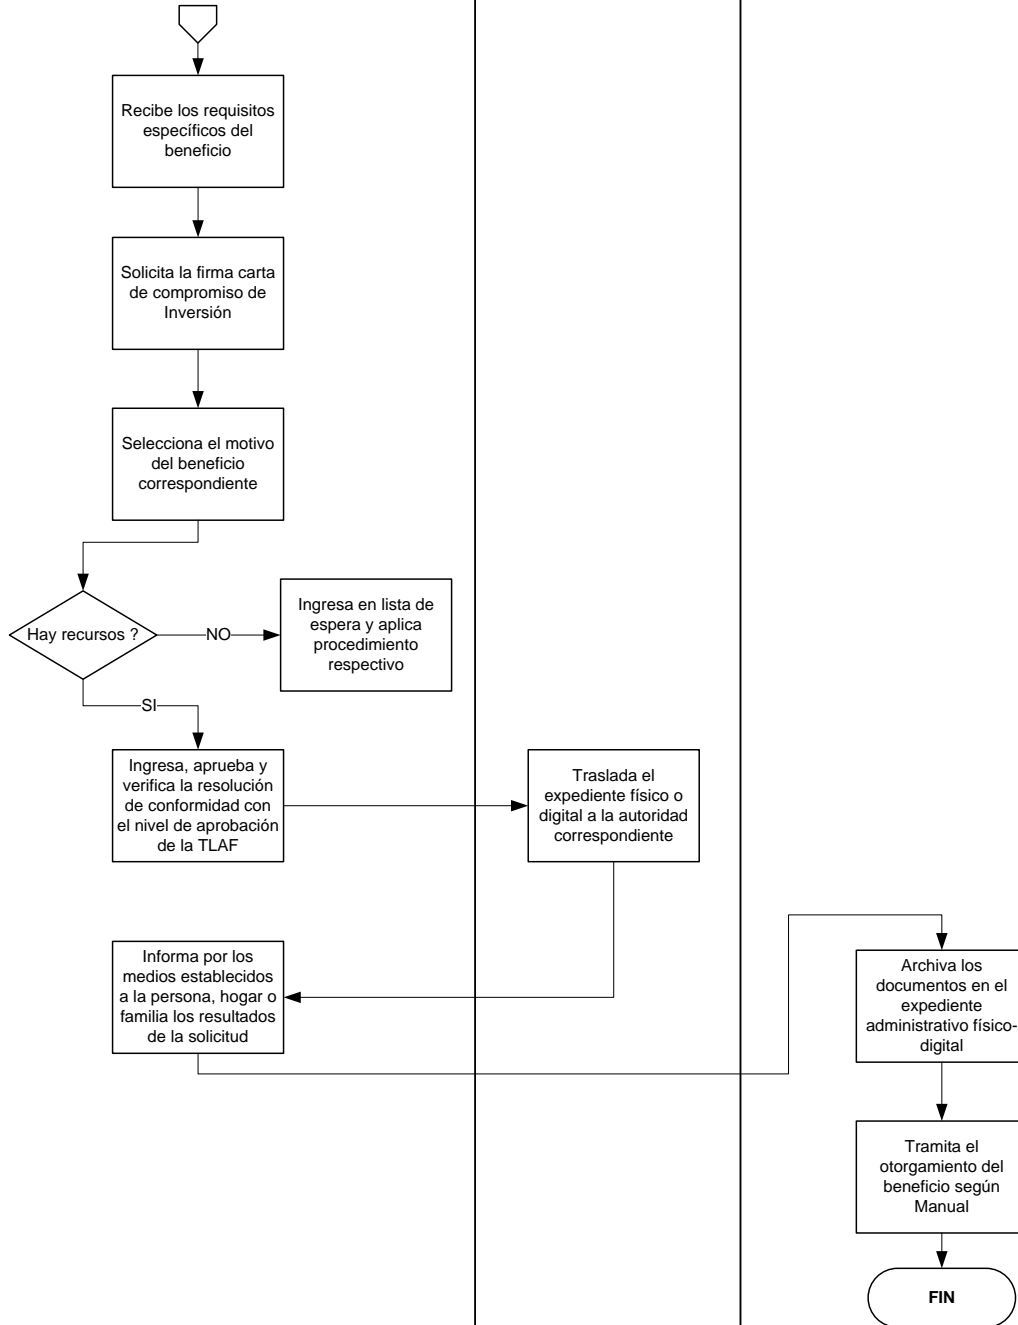 Recibe los requisitos
específicos del
beneficio
Solicita la firma carta
de compromiso de
Inversión
Selecciona el motivo
del beneficio
correspondiente
Hay recursos ?
NO
Ingresa en lista de
espera y aplica
procedimiento
respectivo
SI
Ingresa, aprueba y
verifica la resolución
de conformidad con
el nivel de aprobación
de la TLAF
Traslada el
expediente físico o
digital a la autoridad
correspondiente
Informa por los
medios establecidos
a la persona, hogar o
familia los resultados
de la solicitud
Archiva los
documentos en el
expediente
administrativo físico-
digital
Tramita el
otorgamiento del
beneficio según
Manual
FIN